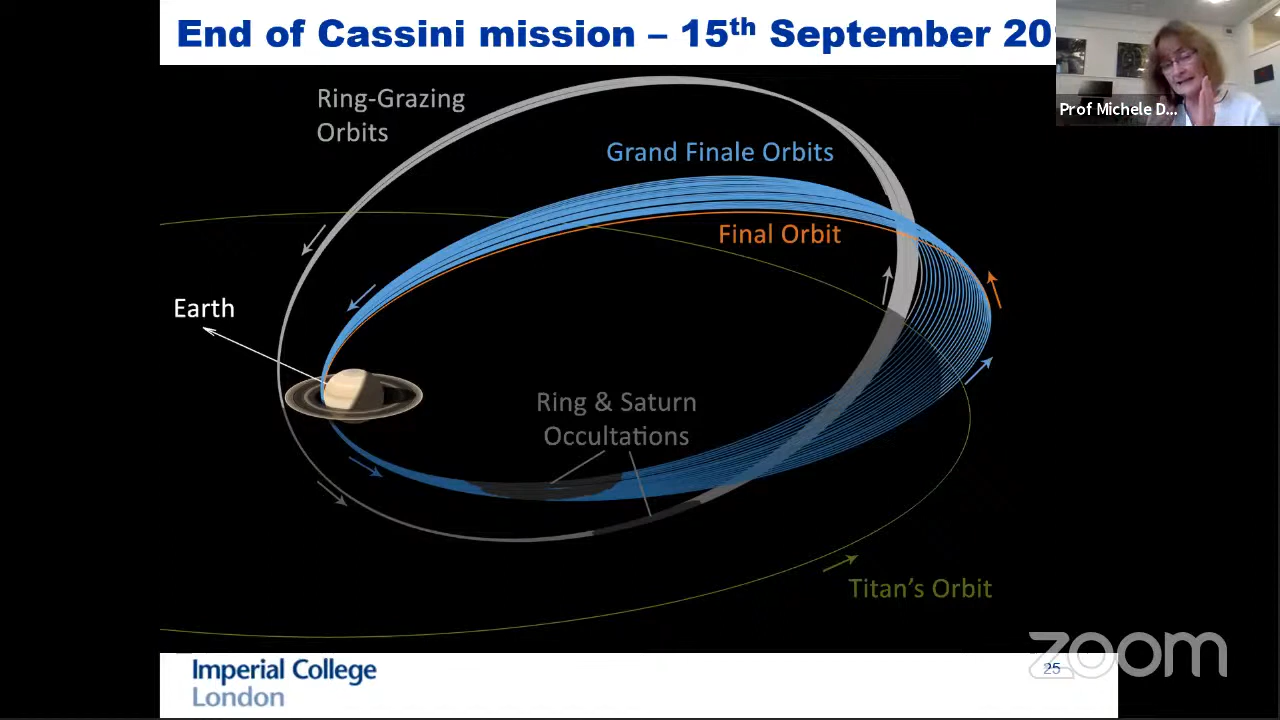 End of Cassini mission – 15th September 20
Prof Michele D...
Ring-Grazing
Orbits
Grand Finale Orbits
Final Orbit
Earth
Ring & Saturn
Occultations
Titan's Orbit
zoom
Imperial College
London
25